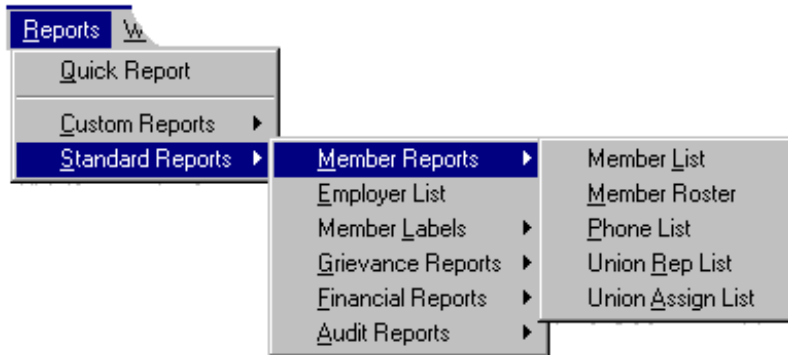 Reports W
Quick Report
Custom Reports
Standard Reports
Member Reports
Employer List
Member Labels
Grievance Reports
Financial Reports
Audit Reports
Member List
Member Roster
Phone List
Union Rep List
Union Assign List